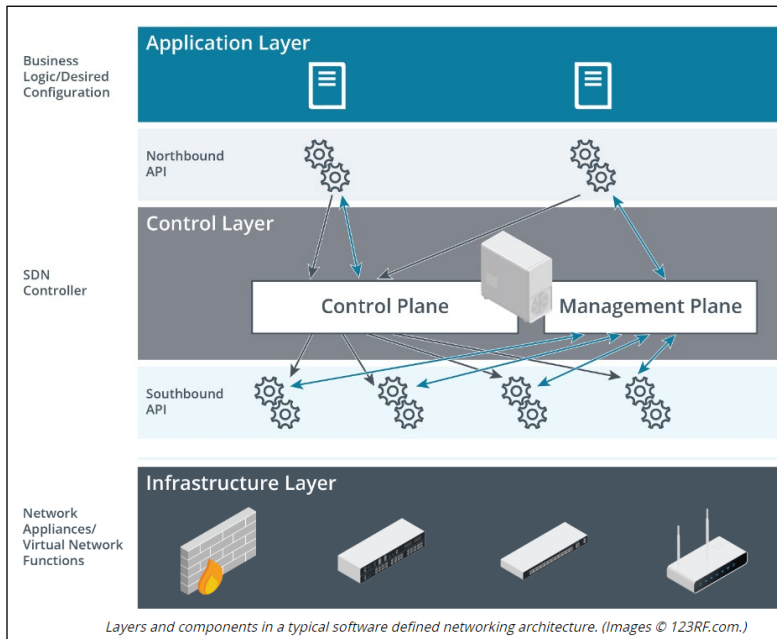 Application Layer
Business
Logic/Desired
Configuration
Northbound
API
Control Layer
SDN
Controller
Control Plane
Management Plane
Southbound
API
Infrastructure Layer
Network
Appliances/
Virtual Network
Functions
Layers and components in a typical software defined networking architecture. (Images © 123RF.com.)